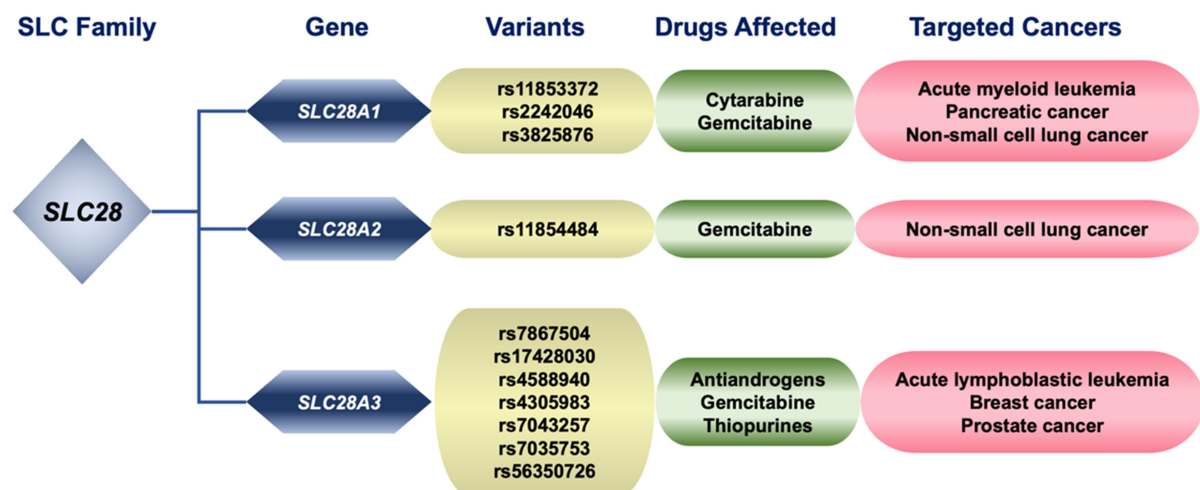 SLC Family
Gene
Variants
Drugs Affected
Targeted Cancers
SLC28
SLC28A1
rs11853372
rs2242046
rs3825876
Cytarabine
Gemcitabine
Acute myeloid leukemia
Pancreatic cancer
Non-small cell lung cancer
SLC28A2
rs11854484
Gemcitabine
Non-small cell lung cancer
SLC28A3
rs7867504
rs17428030
rs4588940
rs4305983
rs7043257
rs7035753
rs56350726
Antiandrogens
Gemcitabine
Thiopurines
Acute lymphoblastic leukemia
Breast cancer
Prostate cancer